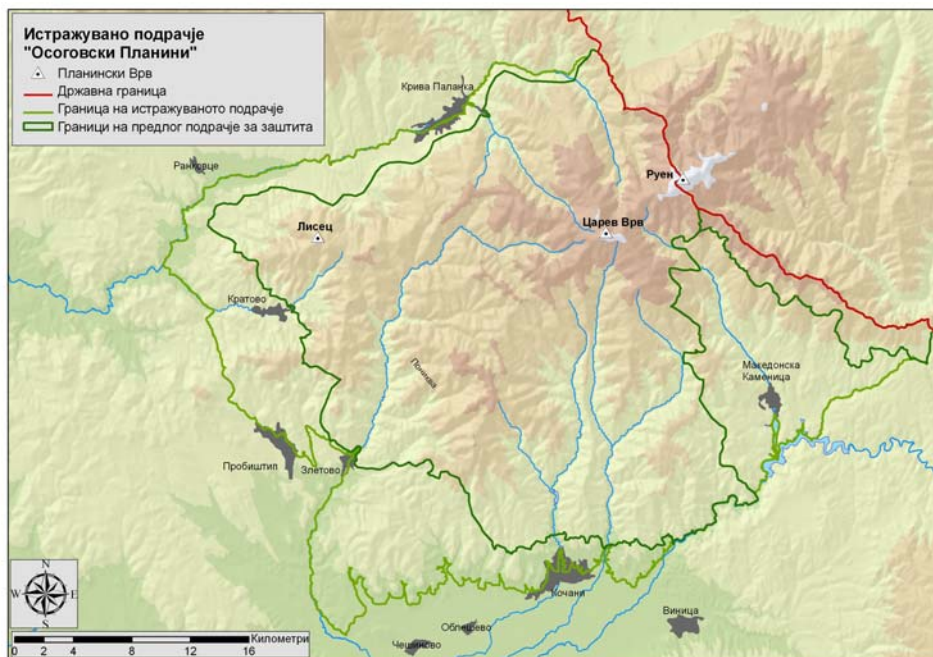 Истражувано подрачје
"Осоговски Планини"
Планински Врв
Државна граница
Граница на истражуваното подрачје
Граници на предлог подрачје за заштита
Крива Паланка
Ранковце
Руен
Царев Врв
Лисец
Кратово
Македонска
Каменица
Пониква
Пробиштип
Злетово
Кочани
Виница
Облешево
Чешиново
N
W E
S
Километри
0 2 4 8 12 16